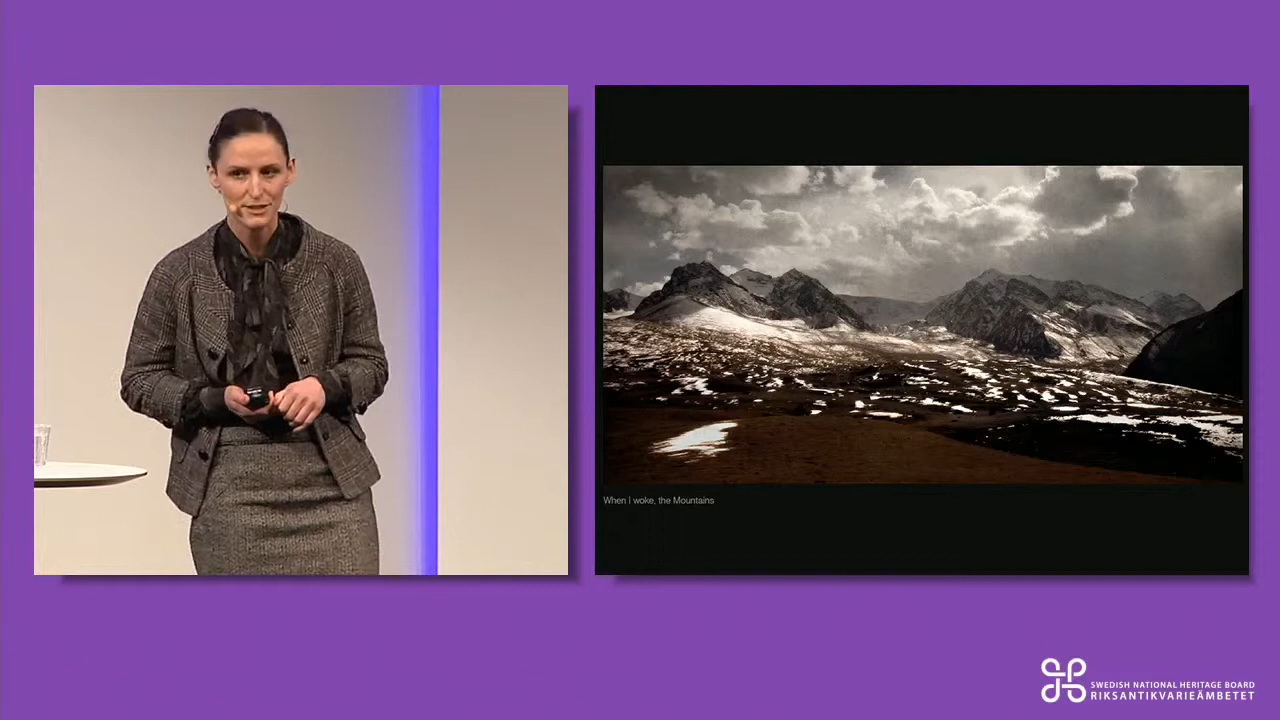 When I woke, the Mountains
SWEDISH NATIONAL HERITAGE BOARD
RIKSANTIKVARIEÄMBETET